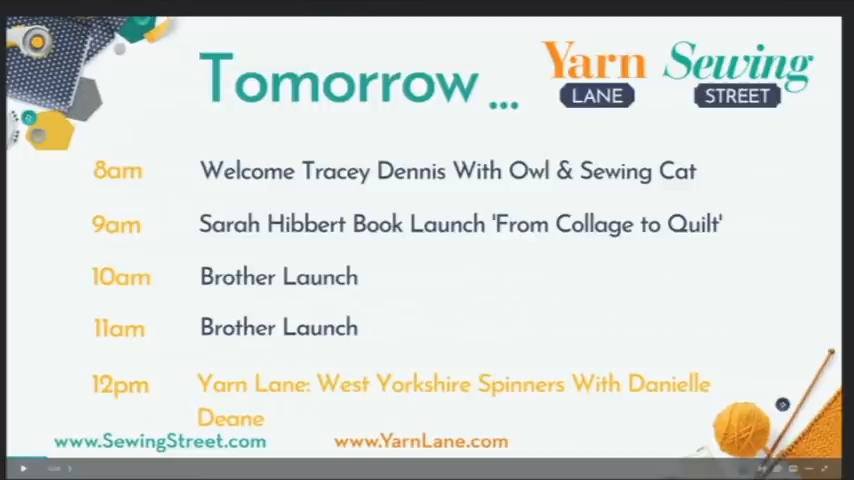 Tomorrow...
Yarn
LANE
Sewing
STREET
8am Welcome Tracey Dennis With Owl & Sewing Cat
9am Sarah Hibbert Book Launch 'From Collage to Quilt'
10am Brother Launch
11am Brother Launch
12pm Yarn Lane: West Yorkshire Spinners With Danielle
Deane
www.SewingStreet.com www.YarnLane.com